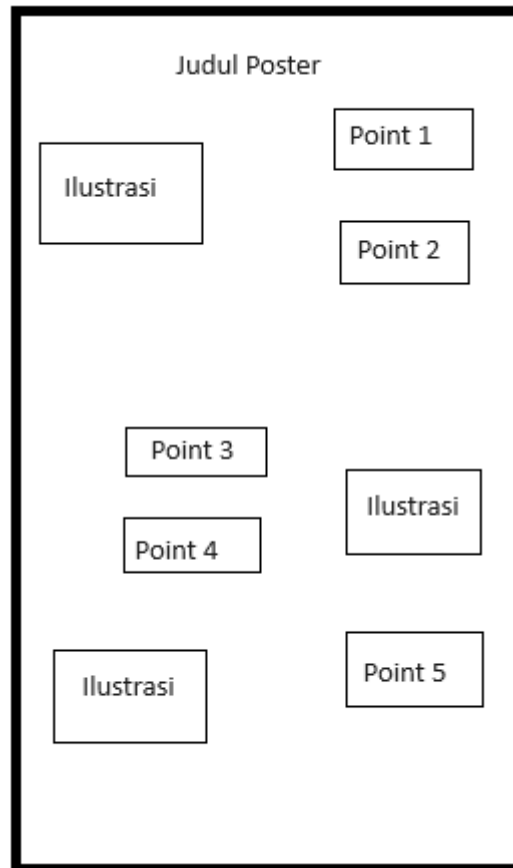 Judul Poster
Ilustrasi
Point 1
Point 2
Point 3
Point 4
Ilustrasi
Ilustrasi
Point 5